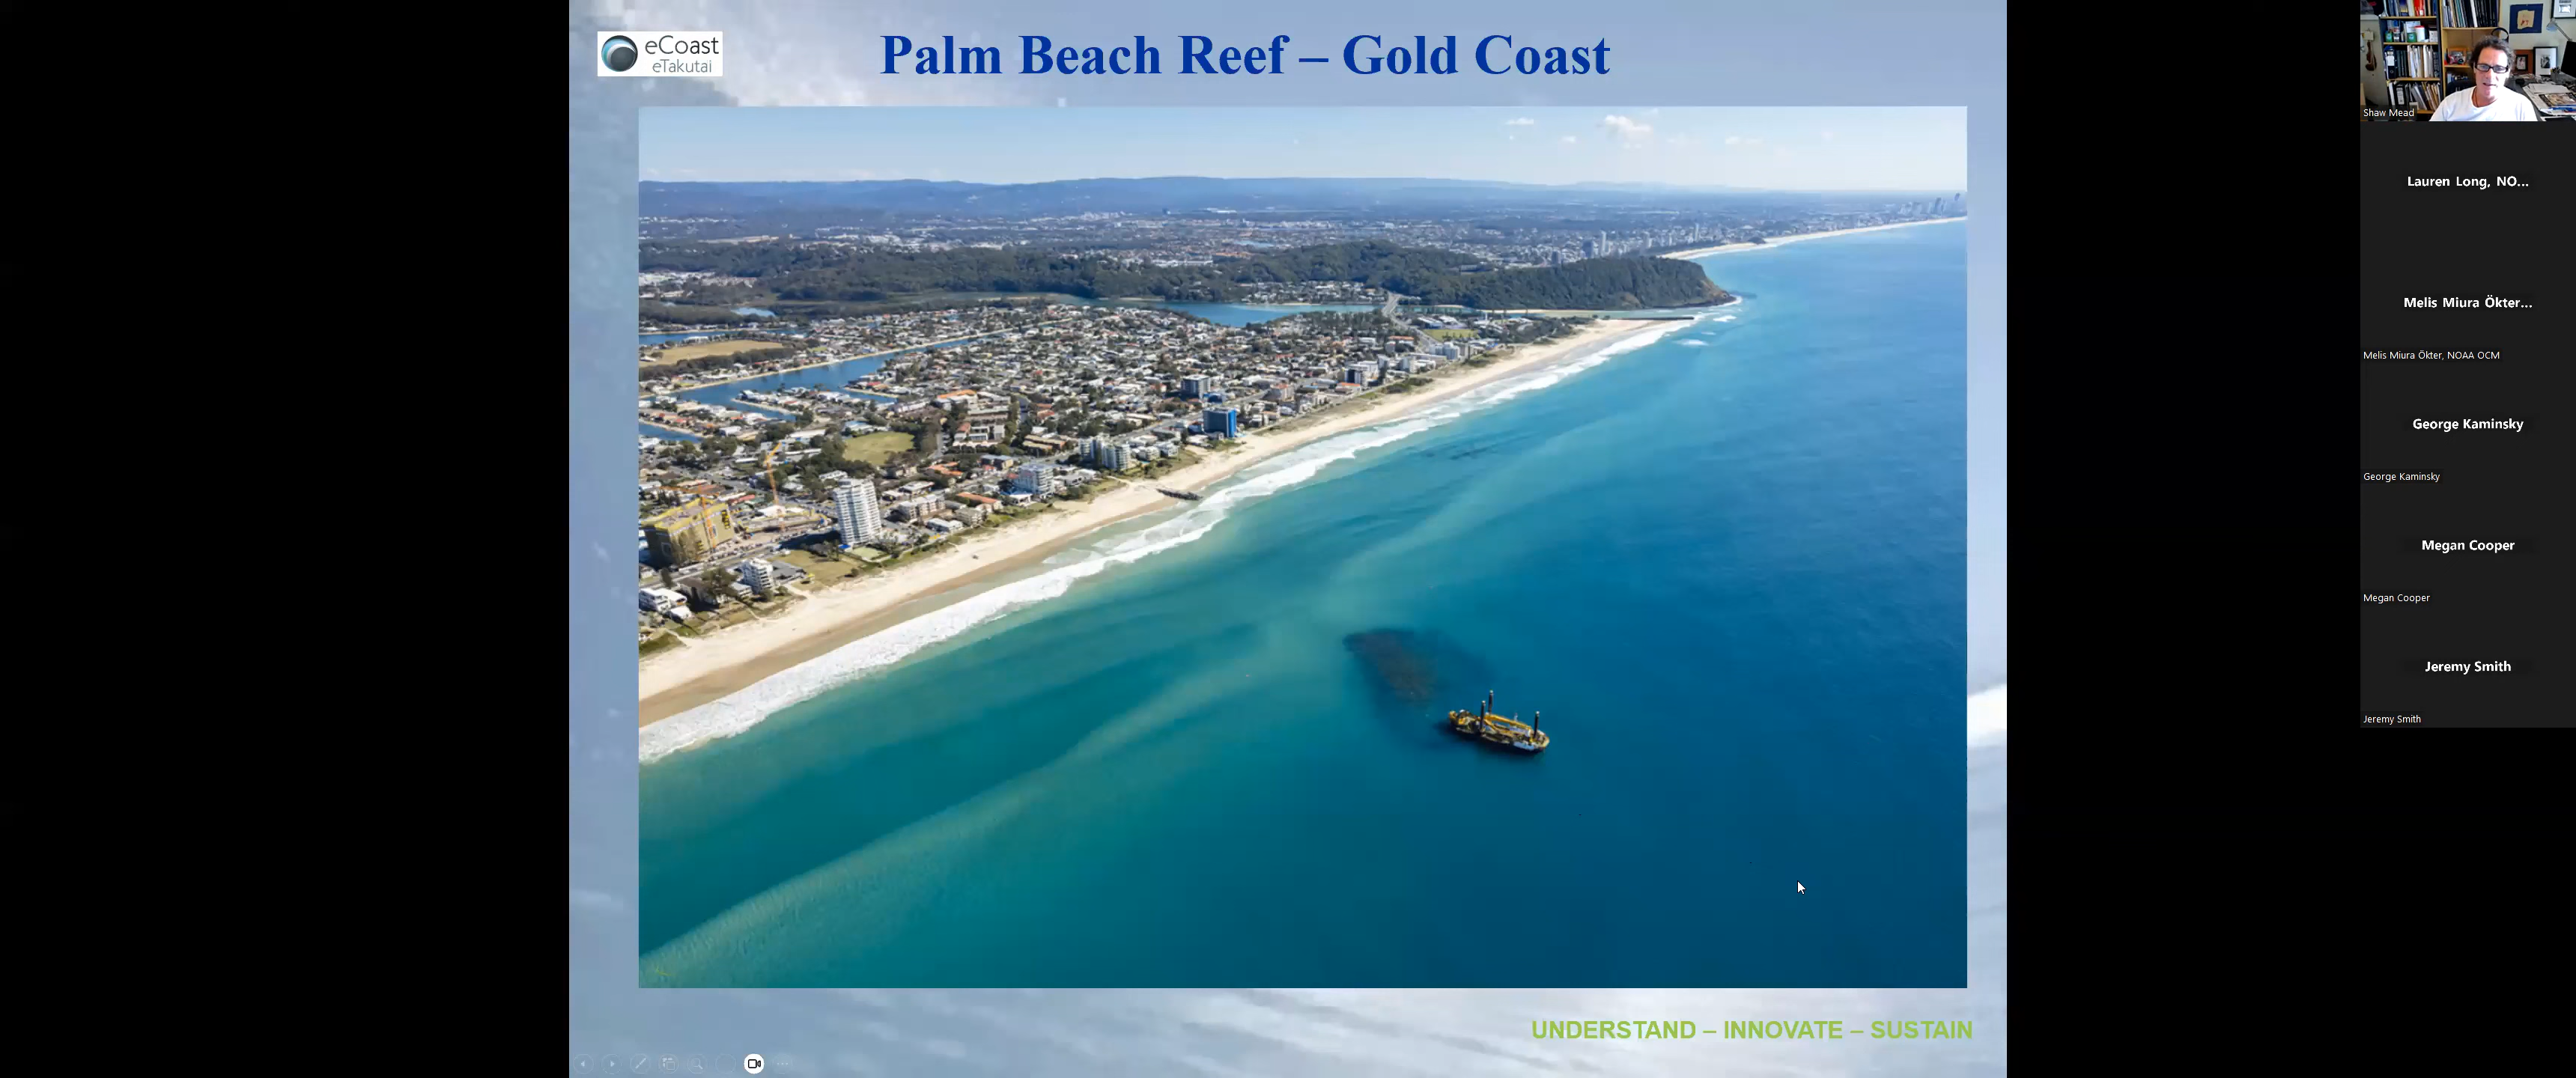 eCoast
eTakutai
Palm Beach Reef – Gold Coast
UNDERSTAND – INNOVATE – SUSTAIN
Shaw Mead
Lauren Long, NO...
Melis Miura Ökter...
Melis Miura Ökter, NOAA OCM
George Kaminsky
George Kaminsky
Megan Cooper
Megan Cooper
Jeremy Smith
Jeremy Smith